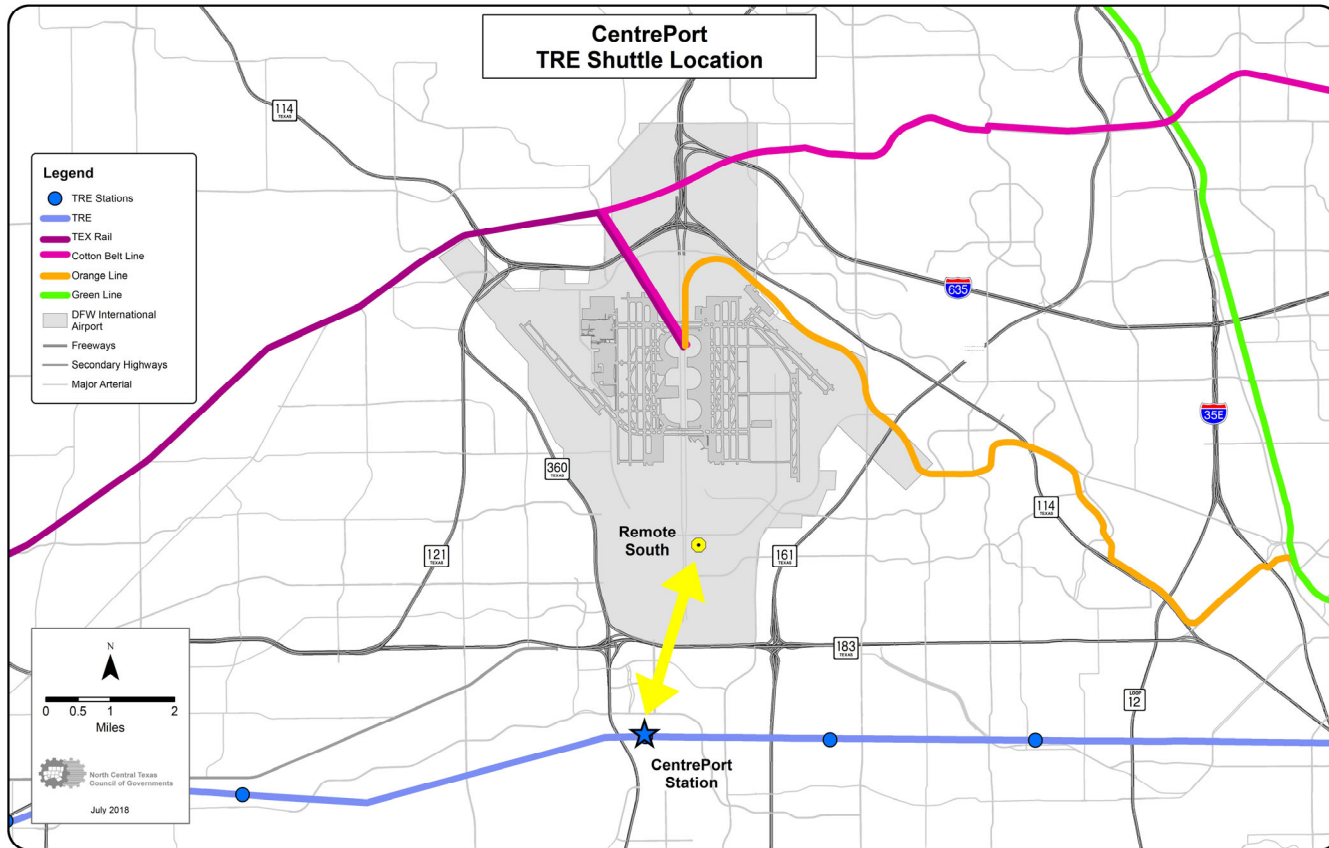 CentrePort
TRE Shuttle Location
114
TEXAS
Legend
TRE Stations
TRE
TEX Rail
Cotton Belt Line
Orange Line
Green Line
DFW International
Airport
Freeways
Secondary Highways
Major Arterial
635
35E
360
TEXAS
114
TEXAS
121
TEXAS
161
TEXAS
Remote
South
183
TEXAS
LOOP
12
CentrePort
Station
N
0 0.5 1 2
Miles
North Central Texas
Council of Governments
July 2018